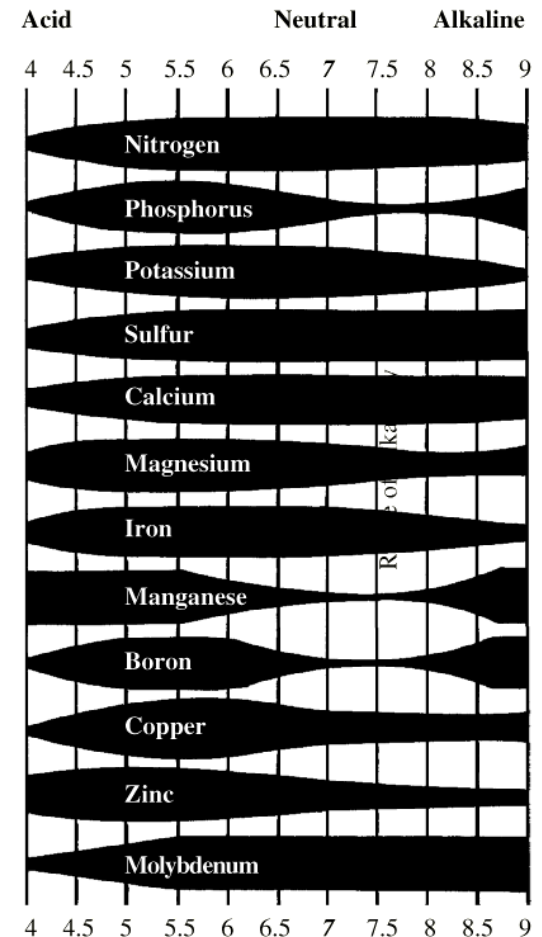 Acid Neutral Alkaline
4 4.5 5 5.5 6 6.5 7 7.5 8 8.5 9
Nitrogen
Phosphorus
Potassium
Sulfur
Calcium
Magnesium
Iron
Manganese
Boron
Copper
Zinc
Molybdenum
4 4.5 5 5.5 6 6.5 7 7.5 8 8.5 9